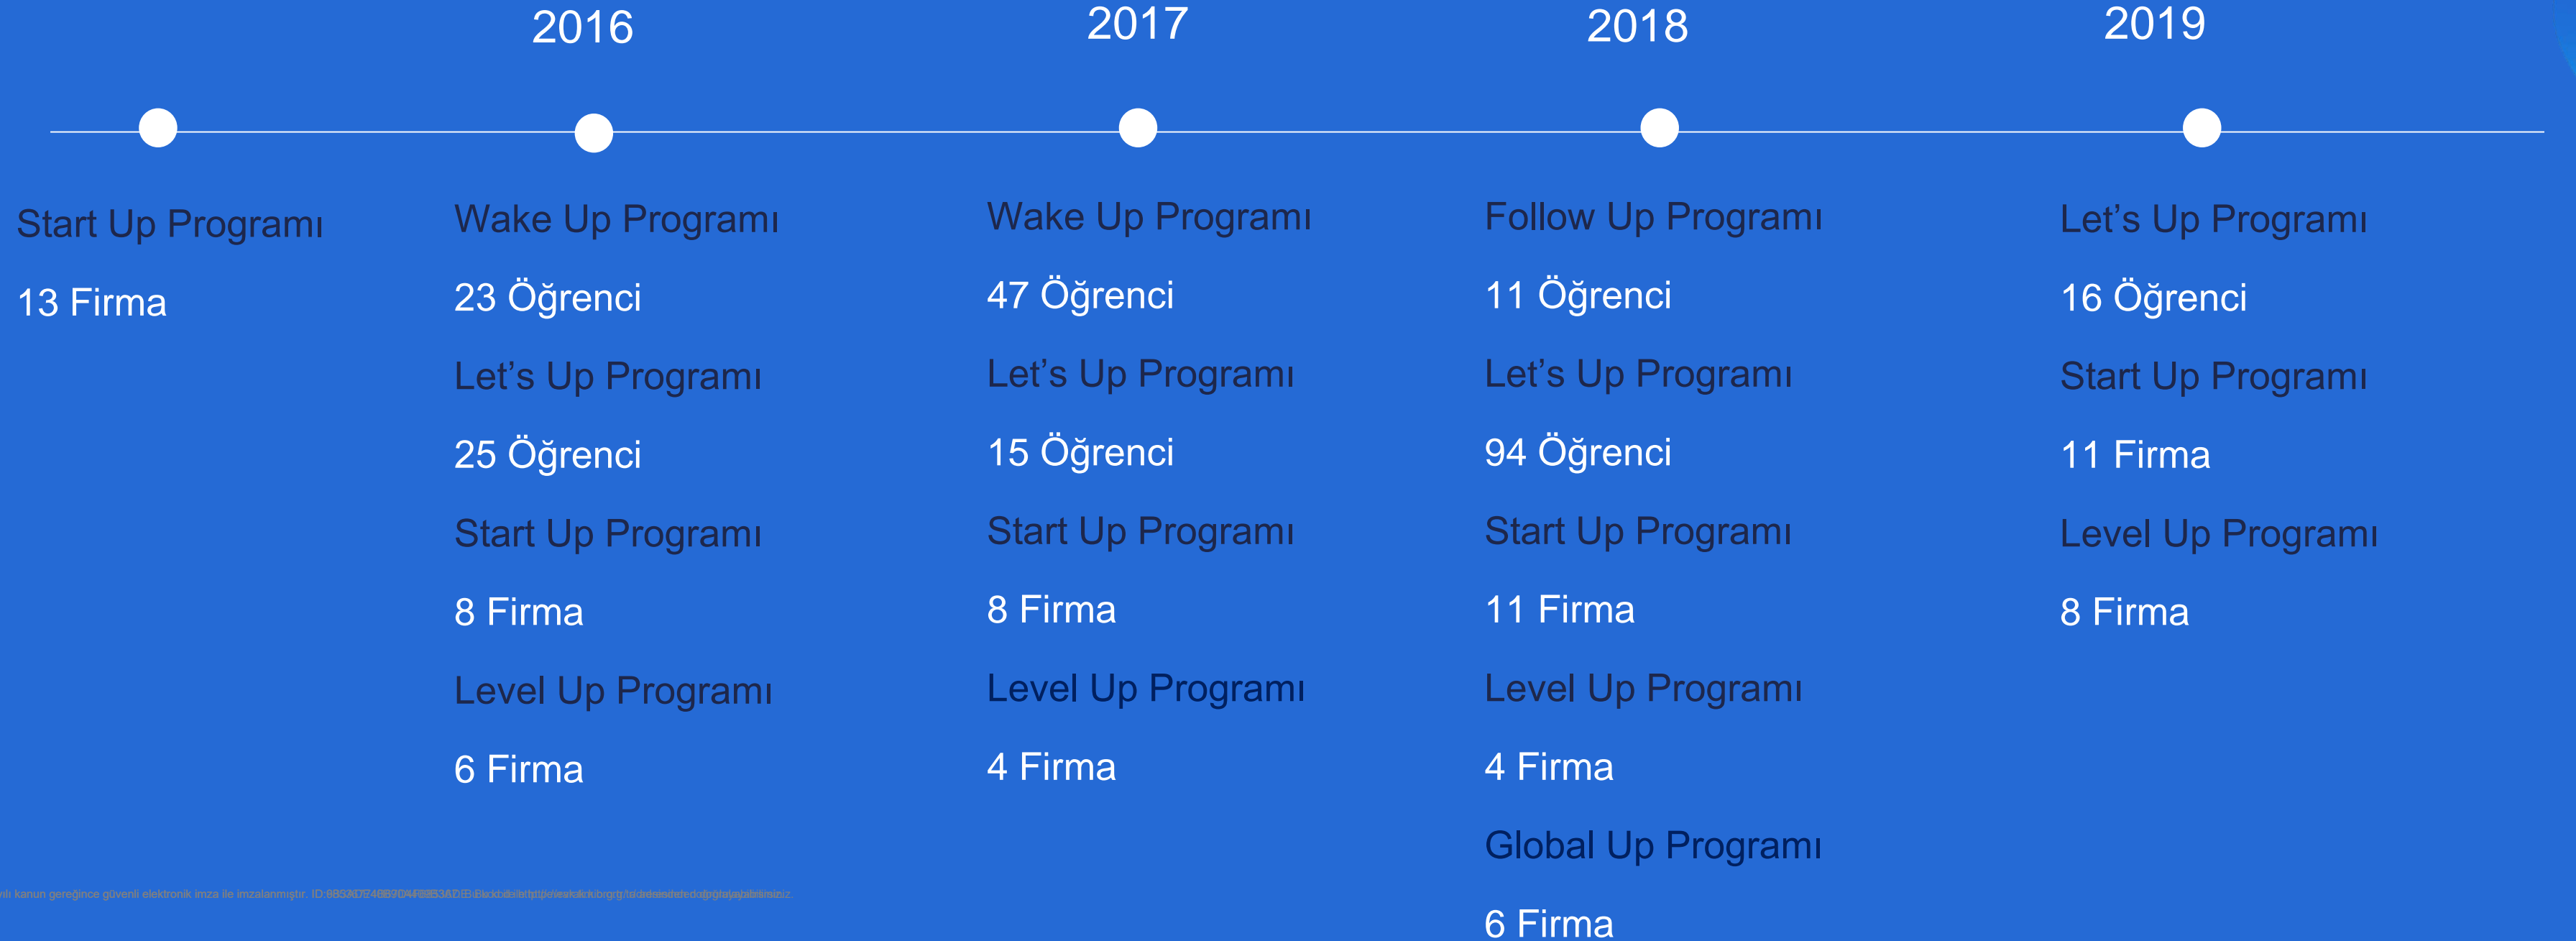 2016
2017
2018
2019
Start Up Programı
13 Firma
Wake Up Programı
23 Öğrenci
Let’s Up Programı
25 Öğrenci
Start Up Programı
8 Firma
Level Up Programı
6 Firma
Wake Up Programı
47 Öğrenci
Let’s Up Programı
15 Öğrenci
Start Up Programı
8 Firma
Level Up Programı
4 Firma
Follow Up Programı
11 Öğrenci
Let’s Up Programı
94 Öğrenci
Start Up Programı
11 Firma
Level Up Programı
4 Firma
Global Up Programı
6 Firma
Let’s Up Programı
16 Öğrenci
Start Up Programı
11 Firma
Level Up Programı
8 Firma
kanun gereğince güvenli elektronik imza ile imzalanmıştır.